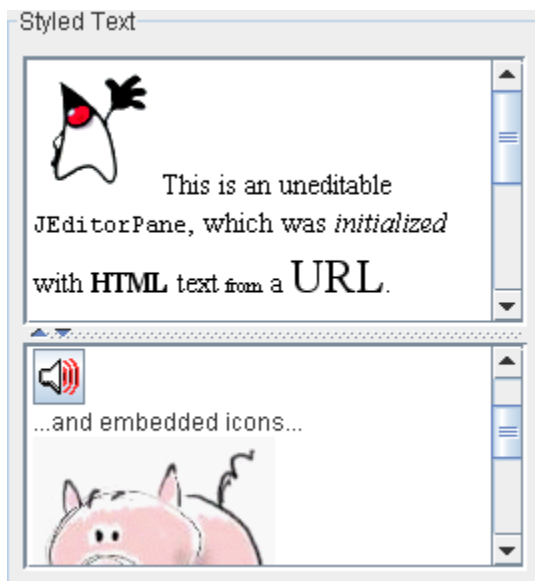 Styled Text
This is an uneditable
JEditorPane, which was initialized
with HTML text from a URL.
...and embedded icons...